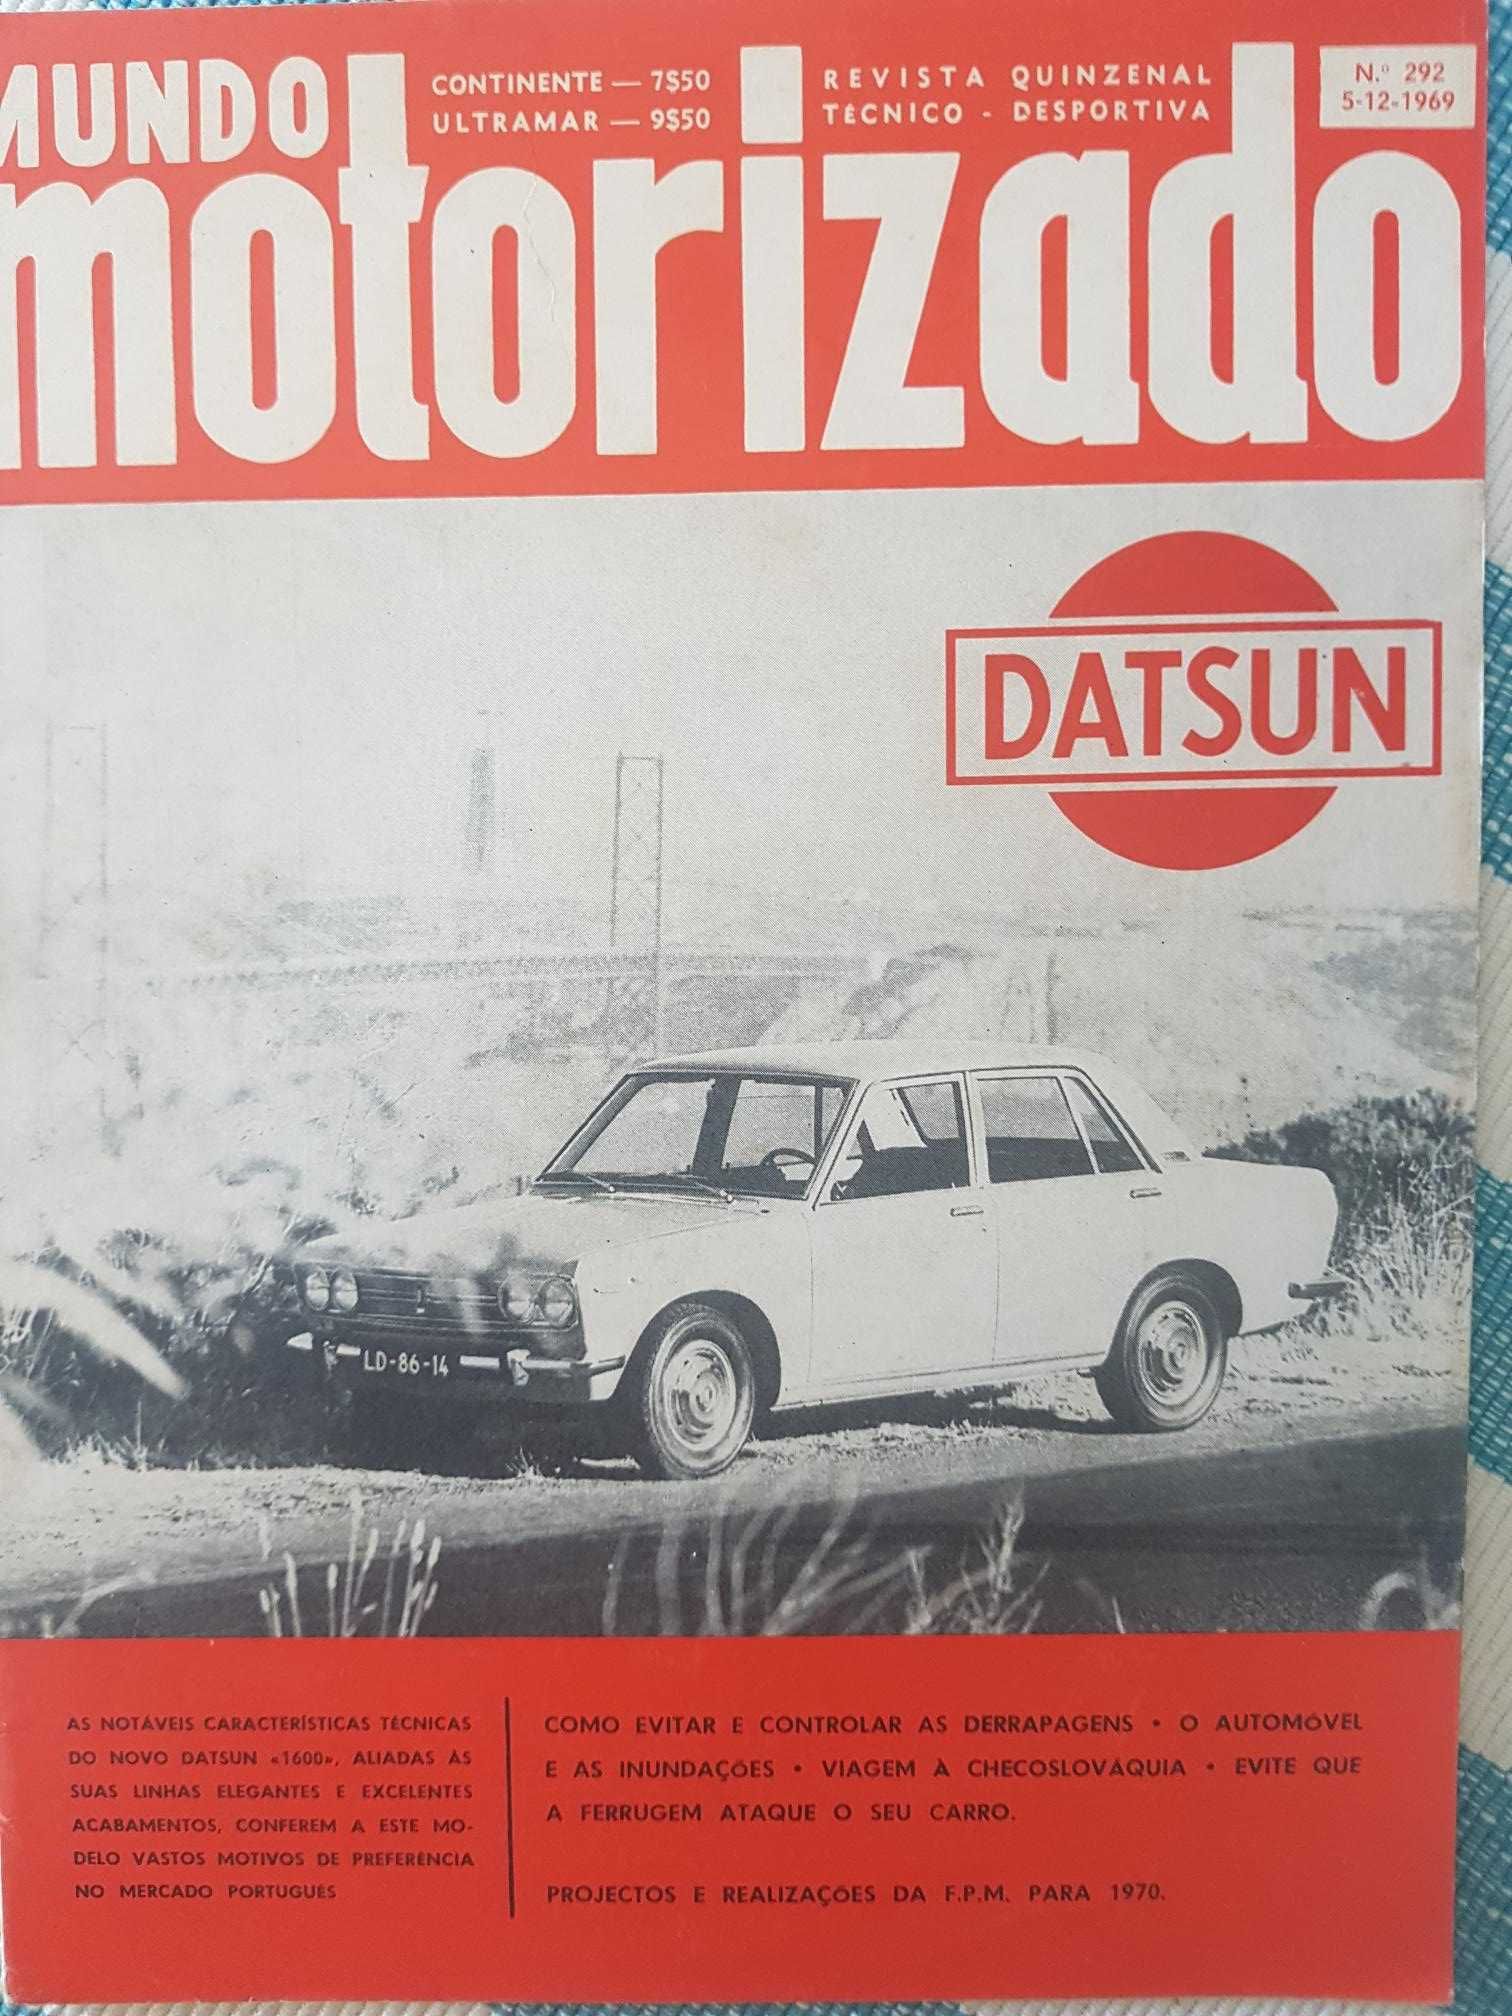 MUNDO
motorizado
CONTINENTE — 7$50
ULTRAMAR — 9$50
REVISTA QUINZENAL
TÉCNICO - DESPORTIVA
N.º 292
5-12-1969
DATSUN
LD-86-14
AS NOTÁVEIS CARACTERÍSTICAS TÉCNICAS
DO NOVO DATSUN «1600», ALIADAS ÀS
SUAS LINHAS ELEGANTES E EXCELENTES
ACABAMENTOS, CONFEREM A ESTE MO-
DELO VASTOS MOTIVOS DE PREFERÊNCIA
NO MERCADO PORTUGUÊS
COMO EVITAR E CONTROLAR AS DERRAPAGENS • O AUTOMÓVEL
E AS INUNDAÇÕES • VIAGEM À CHECOSLOVÁQUIA • EVITE QUE
A FERRUGEM ATAQUE O SEU CARRO.
PROJECTOS E REALIZAÇÕES DA F.P.M. PARA 1970.